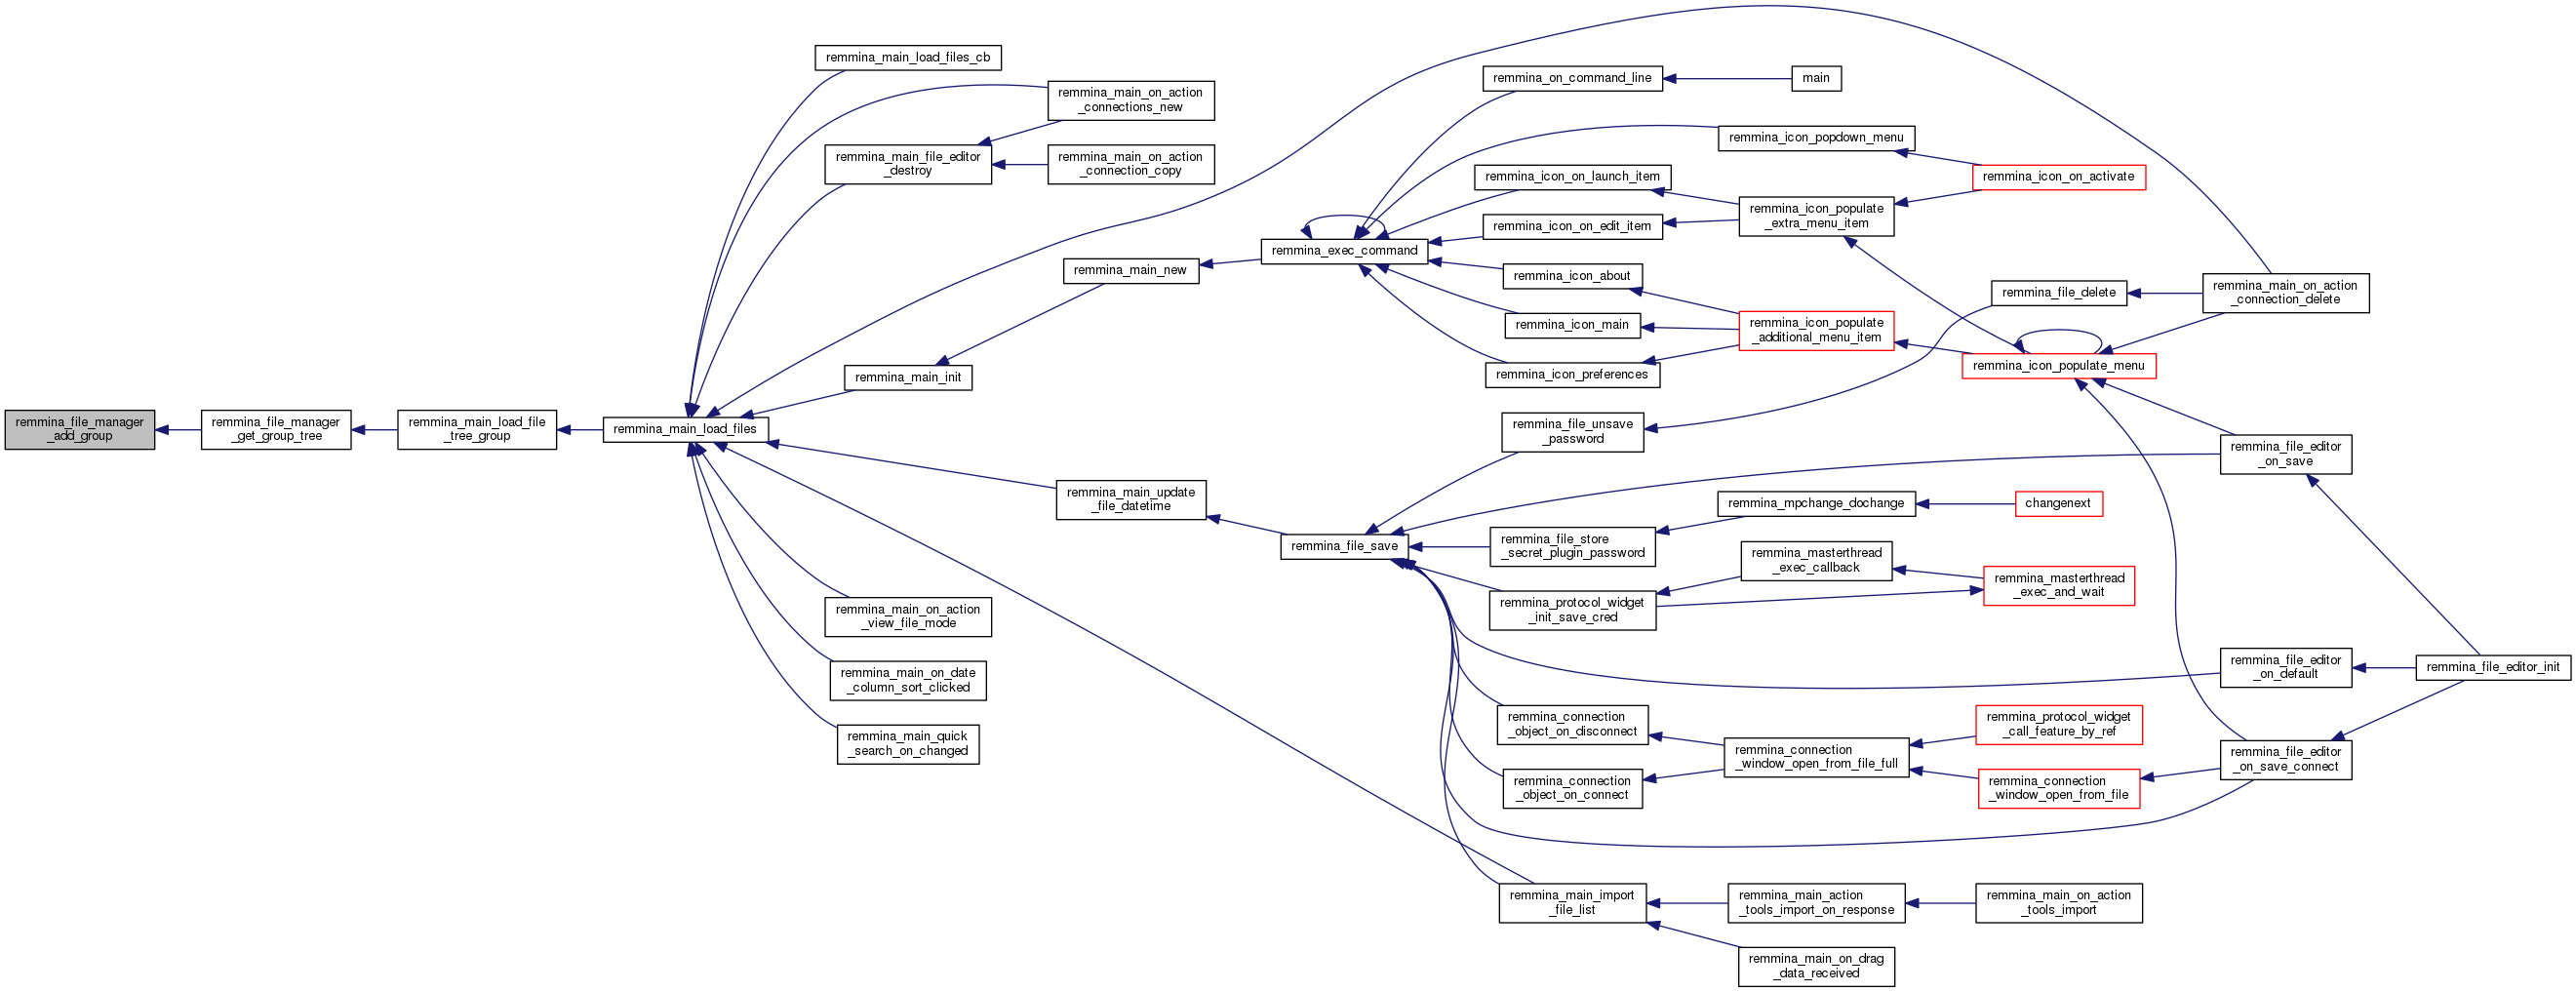 remmina_file_manager
_add_group
remmina_file_manager
_get_group_tree
remmina_main_load_file
_tree_group
remmina_main_load_files
remmina_main_load_files_cb
remmina_main_on_action
_connections_new
remmina_main_file_editor
_destroy
remmina_main_on_action
_connection_copy
remmina_main_new
remmina_main_init
remmina_main_update
_file_datetime
remmina_main_on_action
_view_file_mode
remmina_main_on_date
_column_sort_clicked
remmina_main_quick
_search_on_changed
remmina_exec_command
remmina_file_save
remmina_on_command_line
main
remmina_icon_popdown_menu
remmina_icon_on_launch_item
remmina_icon_on_activate
remmina_icon_populate
_extra_menu_item
remmina_icon_on_edit_item
remmina_icon_about
remmina_icon_main
remmina_icon_populate
_additional_menu_item
remmina_icon_preferences
remmina_file_delete
remmina_main_on_action
_connection_delete
remmina_icon_populate_menu
remmina_file_unsave
_password
remmina_file_editor
_on_save
remmina_mpchange_dochange
changenext
remmina_file_store
_secret_plugin_password
remmina_masterthread
_exec_callback
remmina_masterthread
_exec_and_wait
remmina_protocol_widget
_init_save_cred
remmina_file_editor
_on_default
remmina_file_editor_init
remmina_connection
_object_on_disconnect
remmina_protocol_widget
_call_feature_by_ref
remmina_connection
_window_open_from_file_full
remmina_file_editor
_on_save_connect
remmina_connection
_object_on_connect
remmina_connection
_window_open_from_file
remmina_main_import
_file_list
remmina_main_action
_tools_import_on_response
remmina_main_on_action
_tools_import
remmina_main_on_drag
_data_received